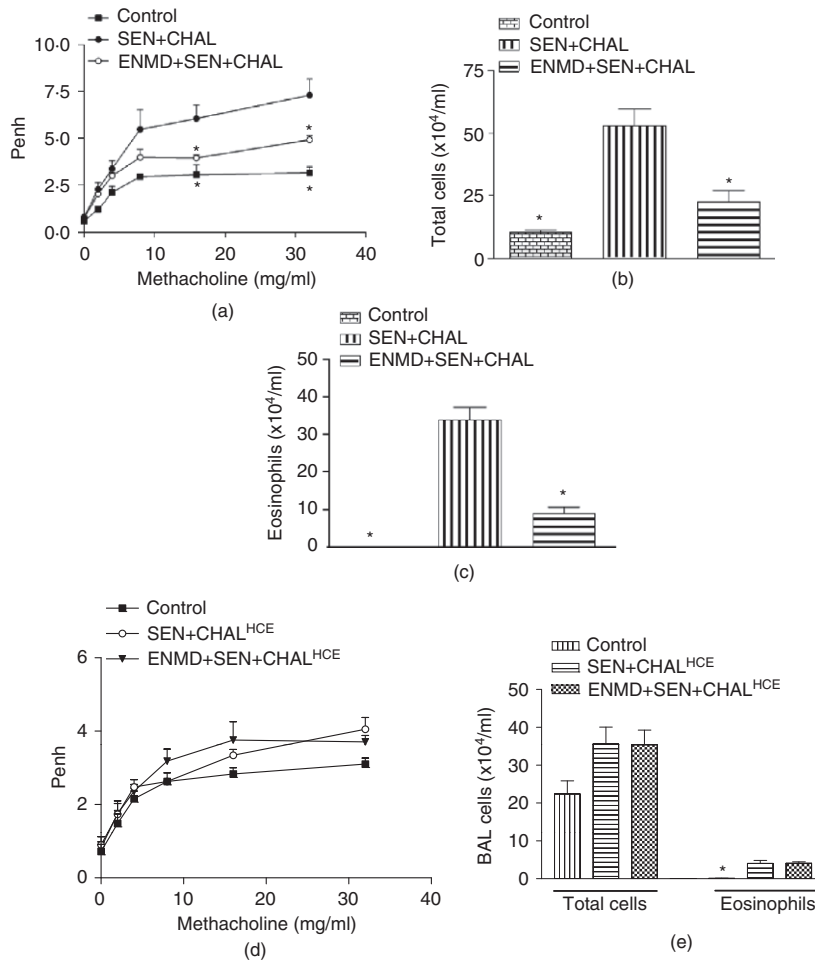 Control
SEN+CHAL
ENMD+SEN+CHAL
10·0
7·5
5·0
2·5
0·0
Penh
* * * *
0 10 20 30 40
Methacholine (mg/ml)
(a)
Control
SEN+CHAL
ENMD+SEN+CHAL
75
50
25
0
Total cells (x10⁴/ml)
* *
(b)
Control
SEN+CHAL
ENMD+SEN+CHAL
50
40
30
20
10
0
Eosinophils (x10⁴/ml)
* *
(c)
Control
SEN+CHALᴴᶜᴱ
ENMD+SEN+CHALᴴᶜᴱ
6
4
2
0
Penh
0 10 20 30 40
Methacholine (mg/ml)
(d)
Control
SEN+CHALᴴᶜᴱ
ENMD+SEN+CHALᴴᶜᴱ
50
40
30
20
10
0
BAL cells (x10⁴/ml)
*
Total cells Eosinophils
(e)